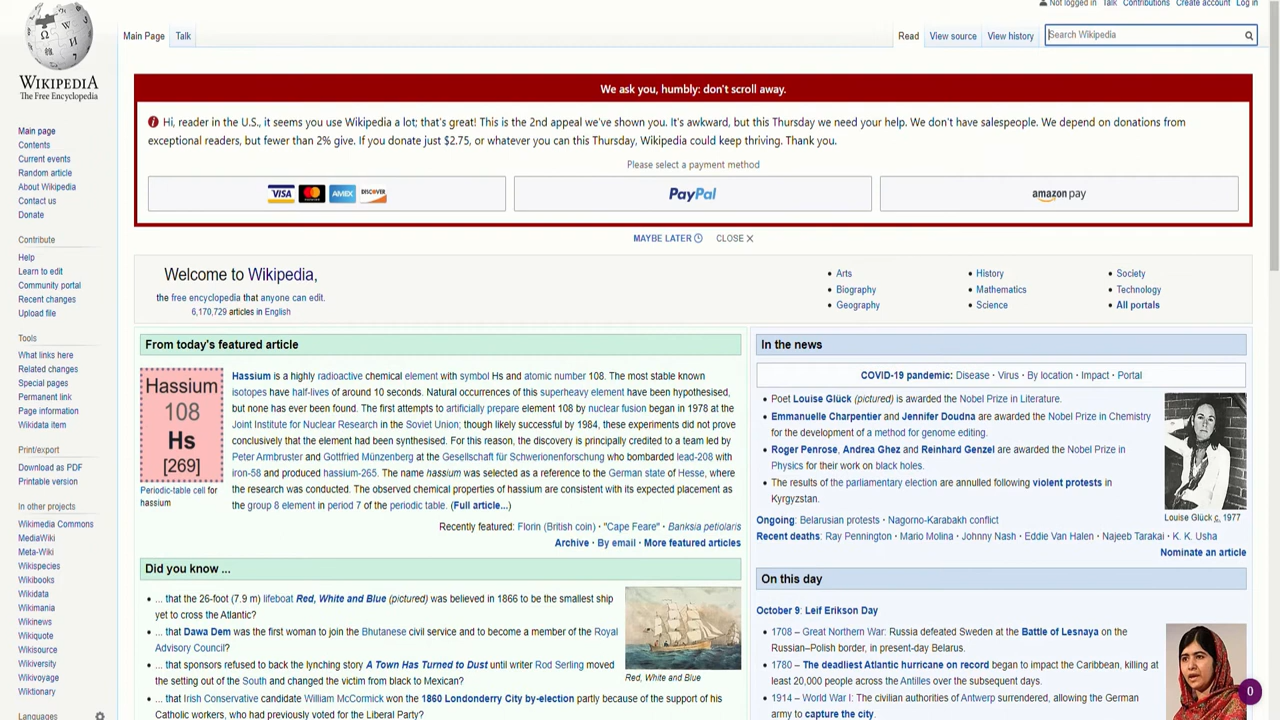 Not logged in Talk Contributions Create account Log in
Main Page Talk
Read View source View history Search Wikipedia
WIKIPEDIA
The Free Encyclopedia
Main page
Contents
Current events
Random article
About Wikipedia
Contact us
Donate
Contribute
Help
Learn to edit
Community portal
Recent changes
Upload file
Tools
What links here
Related changes
Special pages
Permanent link
Page information
Wikidata item
Print/export
Download as PDF
Printable version
In other projects
Wikimedia Commons
MediaWiki
Meta-Wiki
Wikispecies
Wikibooks
Wikidata
Wikimania
Wikinews
Wikiquote
Wikisource
Wikiversity
Wikivoyage
Wiktionary
Languages
We ask you, humbly: don't scroll away.
Hi, reader in the U.S., it seems you use Wikipedia a lot; that's great! This is the 2nd appeal we've shown you. It's awkward, but this Thursday we need your help. We don't have salespeople. We depend on donations from
exceptional readers, but fewer than 2% give. If you donate just $2.75, or whatever you can this Thursday, Wikipedia could keep thriving. Thank you.
Please select a payment method
VISA MasterCard AMEX DISCOVER
PayPal
amazon pay
MAYBE LATER CLOSE
Welcome to Wikipedia,
the free encyclopedia that anyone can edit.
6,170,729 articles in English
• Arts
• Biography
• Geography
• History
• Mathematics
• Science
• Society
• Technology
• All portals
From today's featured article
Hassium
108
Hs
[269]
Periodic-table cell for
hassium
Hassium is a highly radioactive chemical element with symbol Hs and atomic number 108. The most stable known
isotopes have half-lives of around 10 seconds. Natural occurrences of this superheavy element have been hypothesised,
but none has ever been found. The first attempts to artificially prepare element 108 by nuclear fusion began in 1978 at the
Joint Institute for Nuclear Research in the Soviet Union; though likely successful by 1984, these experiments did not prove
conclusively that the element had been synthesised. For this reason, the discovery is principally credited to a team led by
Peter Armbruster and Gottfried Münzenberg at the Gesellschaft für Schwerionenforschung who bombarded lead-208 with
iron-58 and produced hassium-265. The name hassium was selected as a reference to the German state of Hesse, where
the research was conducted. The observed chemical properties of hassium are consistent with its expected placement as
the group 8 element in period 7 of the periodic table. (Full article...)
Recently featured: Florin (British coin) · "Cape Feare" · Banksia petiolaris
Archive · By email · More featured articles
Did you know ...
• ... that the 26-foot (7.9 m) lifeboat Red, White and Blue (pictured) was believed in 1866 to be the smallest ship
yet to cross the Atlantic?
• ... that Dawa Dem was the first woman to join the Bhutanese civil service and to become a member of the Royal
Advisory Council?
• ... that sponsors refused to back the lynching story A Town Has Turned to Dust until writer Rod Serling moved
the setting out of the South and changed the victim from black to Mexican?
• ... that Irish Conservative candidate William McCormick won the 1860 Londonderry City by-election partly because of the support of his
Catholic workers, who had previously voted for the Liberal Party?
Red, White and Blue
In the news
COVID-19 pandemic: Disease · Virus · By location · Impact · Portal
• Poet Louise Glück (pictured) is awarded the Nobel Prize in Literature.
• Emmanuelle Charpentier and Jennifer Doudna are awarded the Nobel Prize in Chemistry
for the development of a method for genome editing.
• Roger Penrose, Andrea Ghez and Reinhard Genzel are awarded the Nobel Prize in
Physics for their work on black holes.
• The results of the parliamentary election are annulled following violent protests in
Kyrgyzstan.
Louise Glück c. 1977
Ongoing: Belarusian protests · Nagorno-Karabakh conflict
Recent deaths: Ray Pennington · Mario Molina · Johnny Nash · Eddie Van Halen · Najeeb Tarakai · K. K. Usha
Nominate an article
On this day
October 9: Leif Erikson Day
• 1708 – Great Northern War: Russia defeated Sweden at the Battle of Lesnaya on the
Russian–Polish border, in present-day Belarus.
• 1780 – The deadliest Atlantic hurricane on record began to impact the Caribbean, killing at
least 20,000 people across the Antilles over the subsequent days.
• 1914 – World War I: The civilian authorities of Antwerp surrendered, allowing the German
army to capture the city.
0